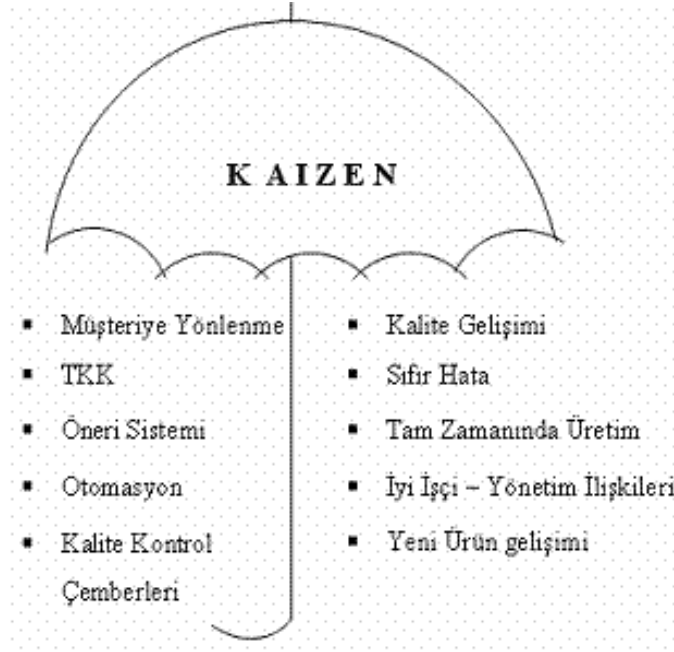 KAIZEN
Müşteriye Yönlenme
TKK
Öneri Sistemi
Otomasyon
Kalite Kontrol
Çemberleri
Kalite Gelişimi
Sıfır Hata
Tam Zamanında Üretim
İyi İşçi – Yönetim İlişkileri
Yeni Ürün gelişimi